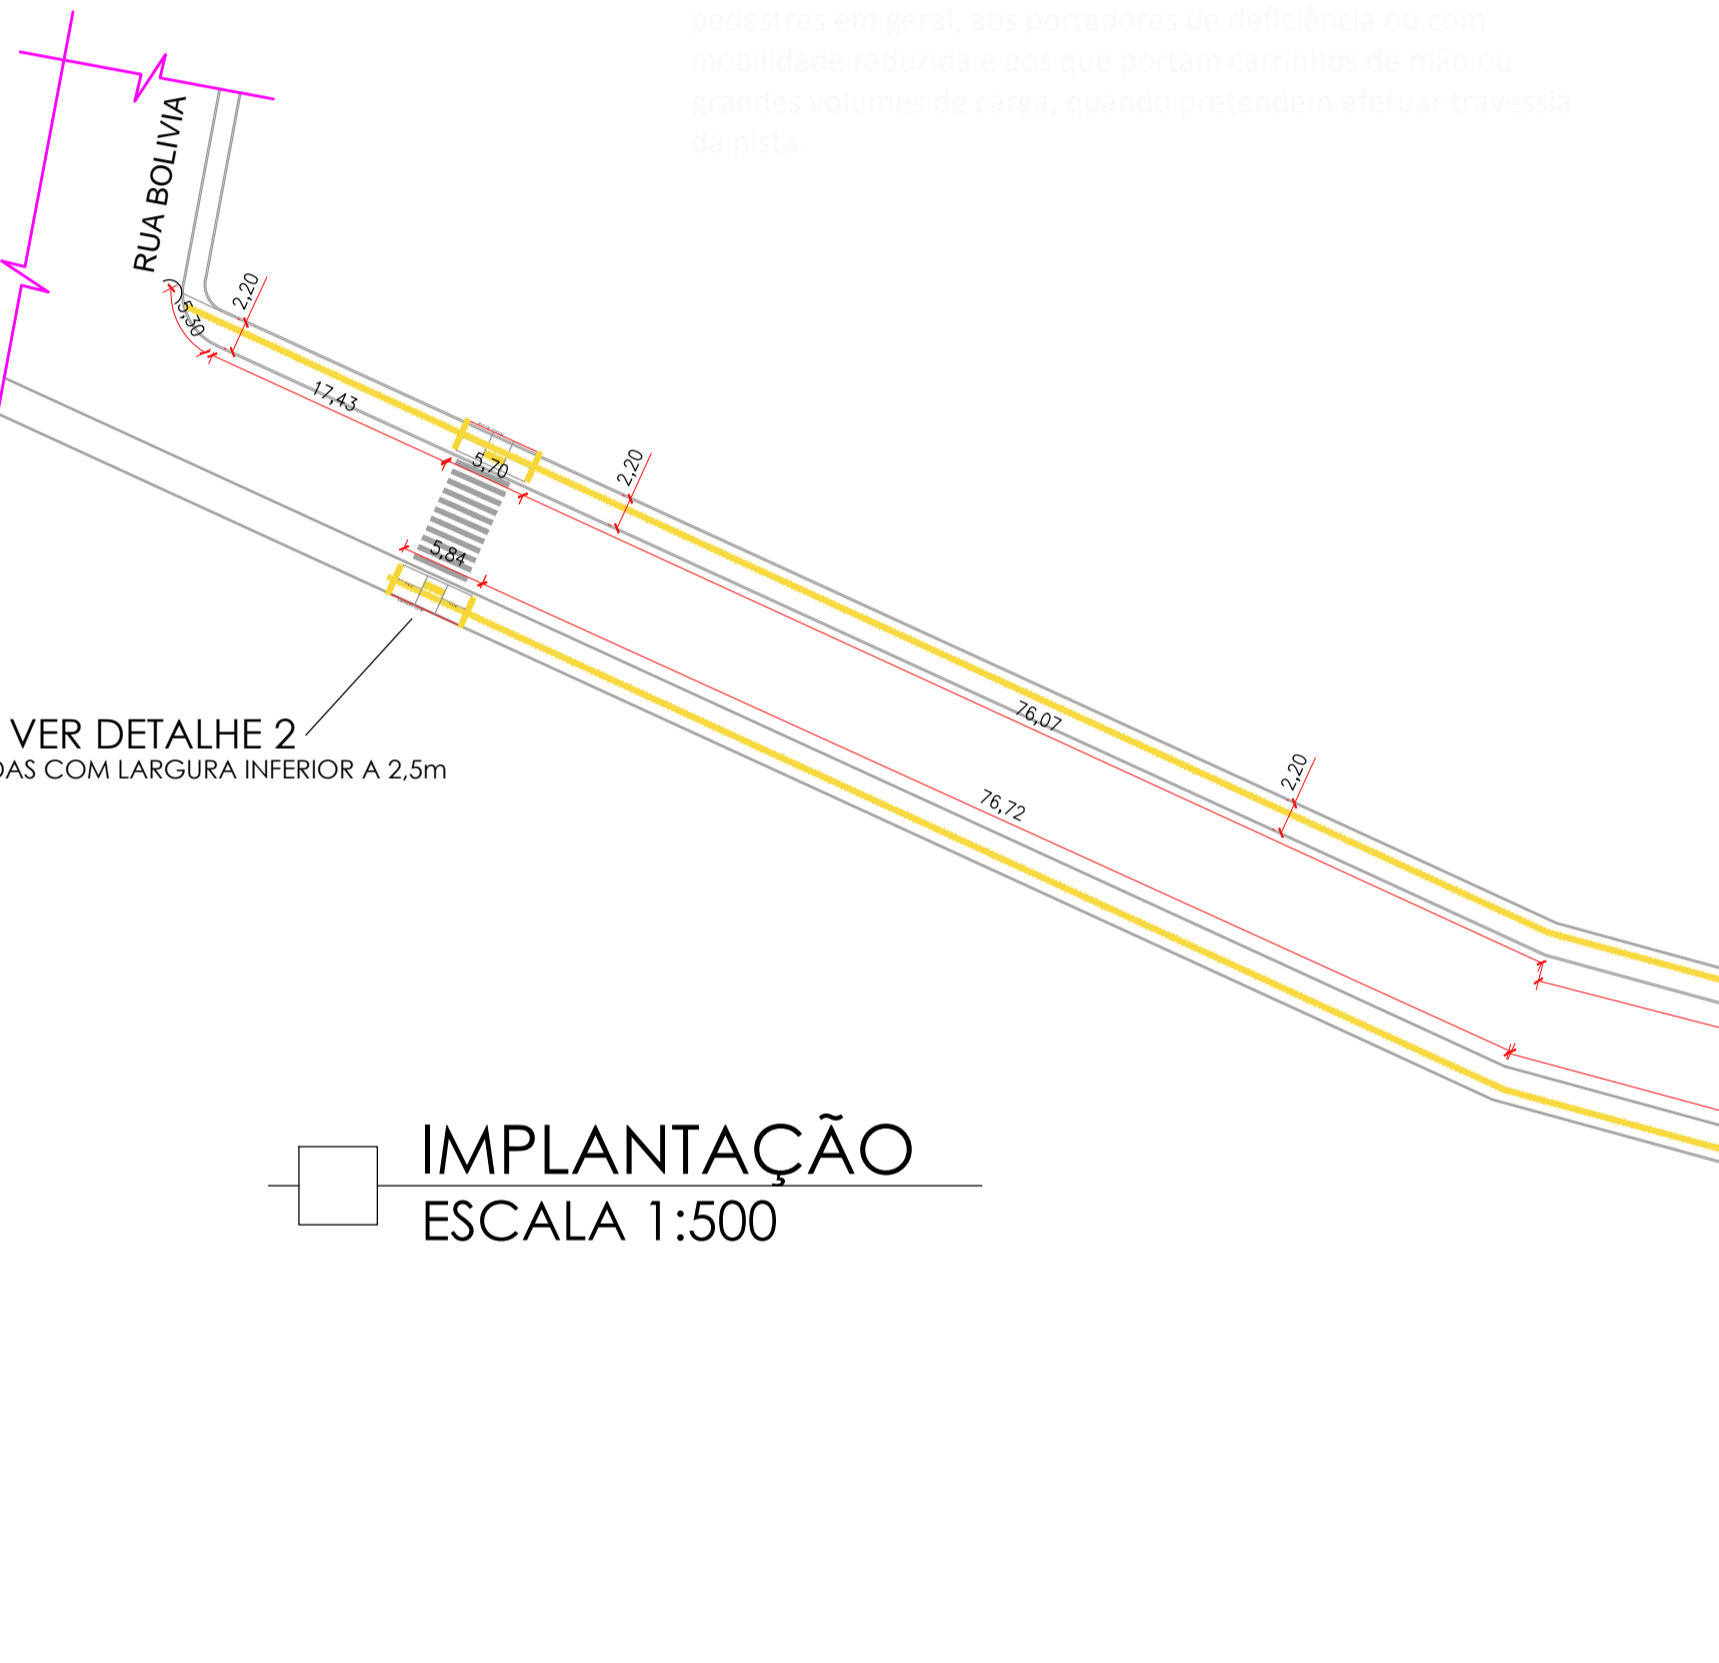 pedestres em geral, aos portadores de deficiência ou com
mobilidade reduzida e aos que portam carrinhos de mão ou
grandes volumes de carga, quando pretendem efetuar travessia
da pista.
RUA BOLIVIA
5,30
2,20
17,43
5,70
2,20
5,84
76,07
2,20
76,72
VER DETALHE 2
DAS COM LARGURA INFERIOR A 2,5m
IMPLANTAÇÃO
ESCALA 1:500